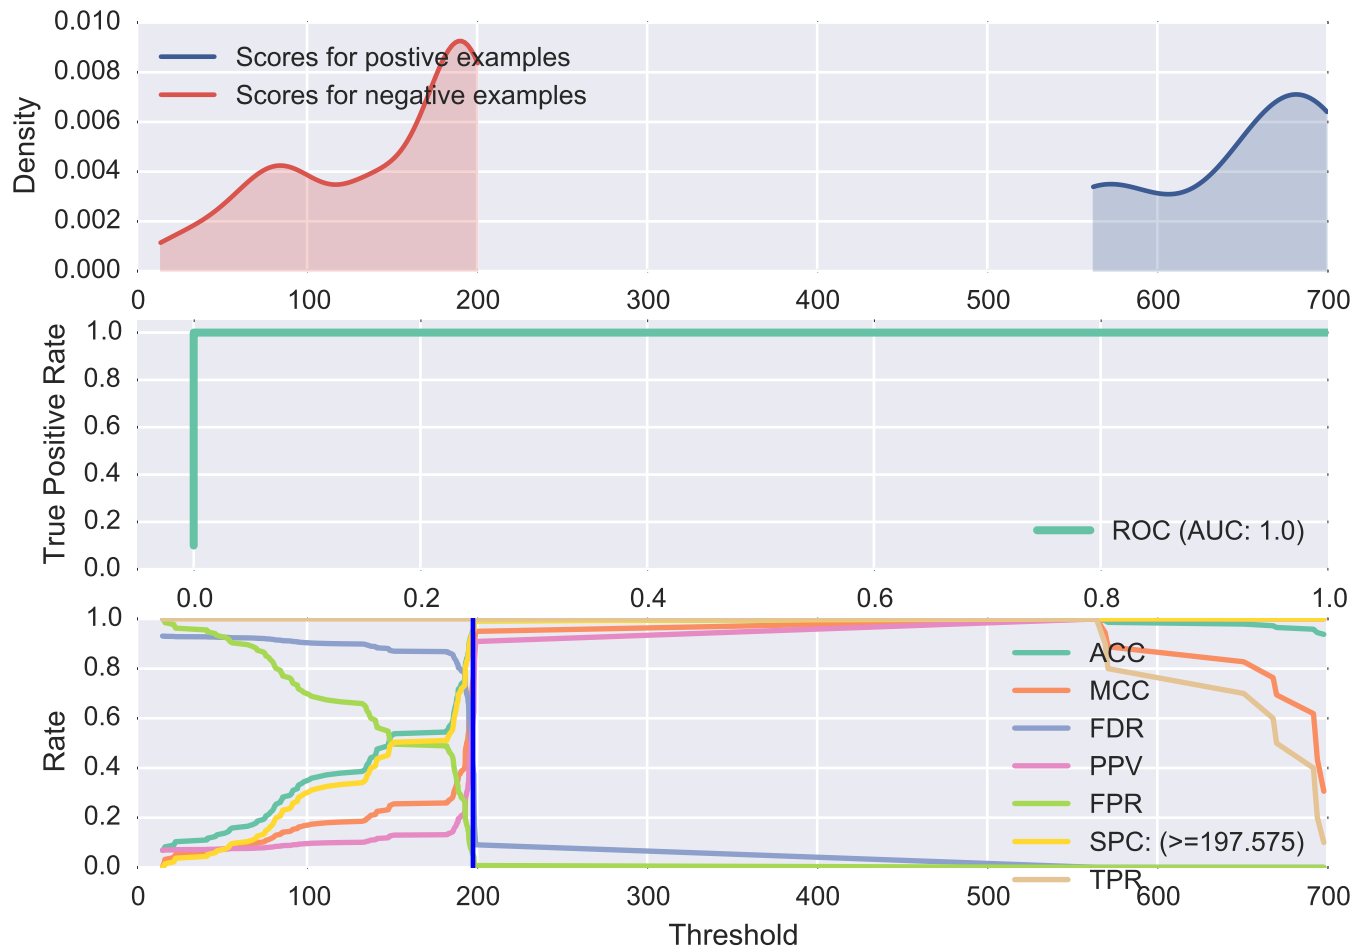 0.010
0.008
0.006
0.004
0.002
0.000
Density
Scores for postive examples
Scores for negative examples
0 100 200 300 400 500 600 700
1.0
0.8
0.6
0.4
0.2
0.0
True Positive Rate
ROC (AUC: 1.0)
0.0 0.2 0.4 0.6 0.8 1.0
1.0
0.8
0.6
0.4
0.2
0.0
Rate
ACC
MCC
FDR
PPV
FPR
SPC: (>=197.575)
TPR
0 100 200 300 400 500 600 700
Threshold